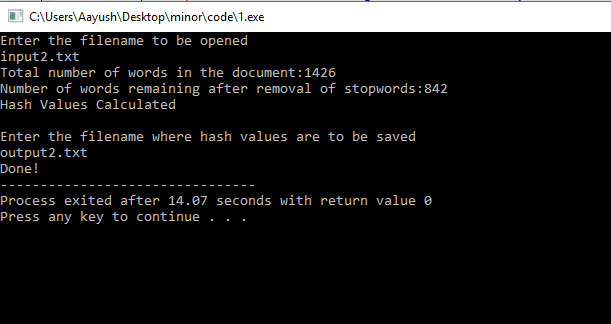 C:\Users\Aayush\Desktop\minor\code\1.exe
Enter the filename to be opened
input2.txt
Total number of words in the document:1426
Number of words remaining after removal of stopwords:842
Hash Values Calculated
Enter the filename where hash values are to be saved
output2.txt
Done!
--------------------------------
Process exited after 14.07 seconds with return value 0
Press any key to continue . . .